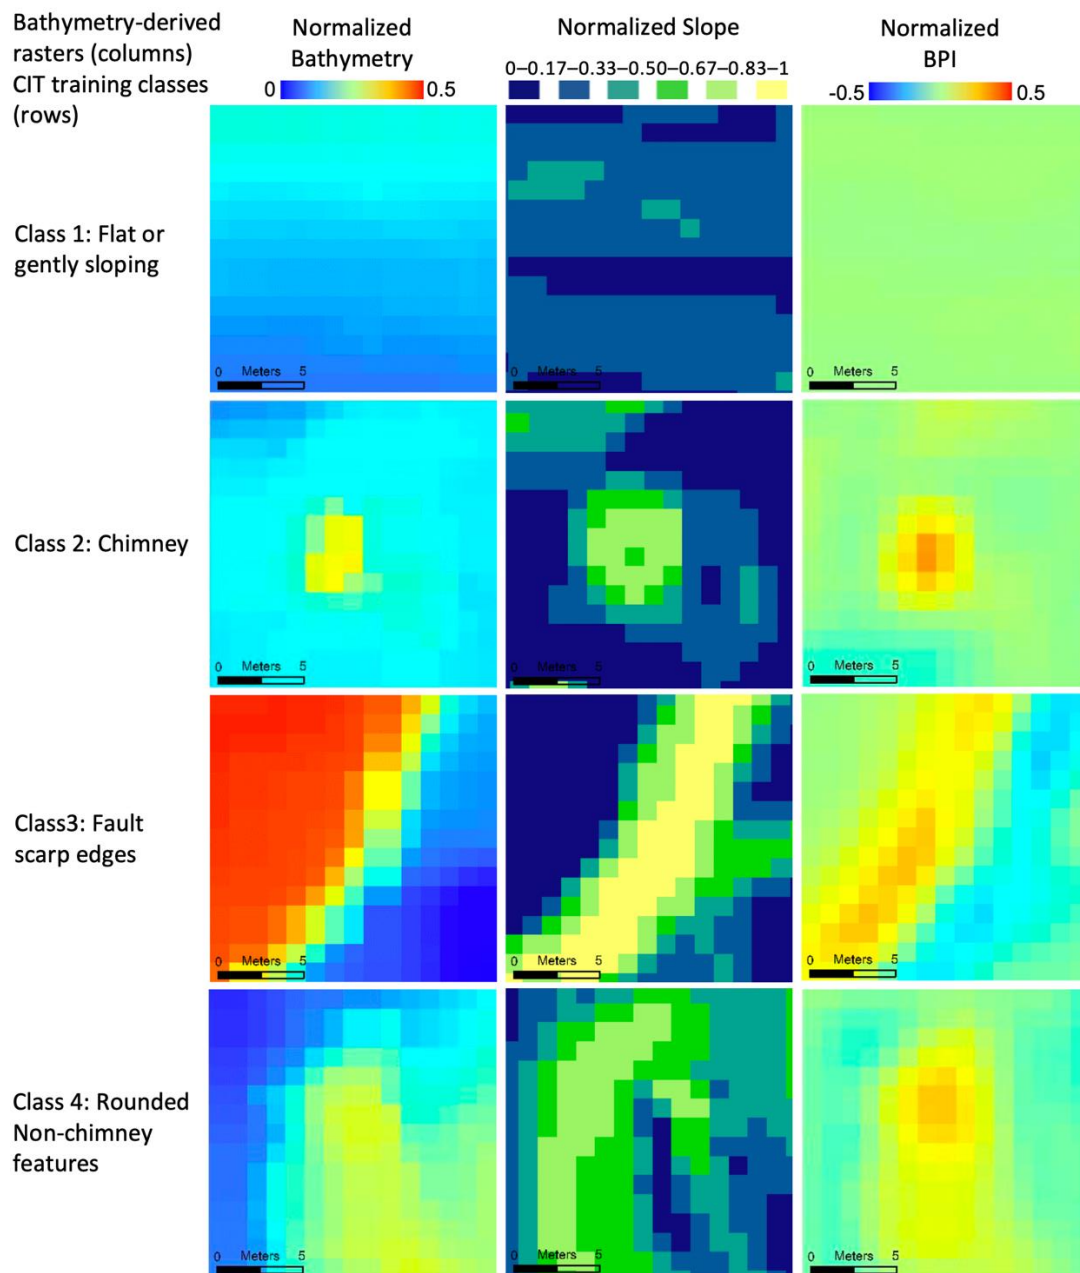 Bathymetry-derived
rasters (columns)
CIT training classes
(rows)
Normalized
Bathymetry
0 0.5
Normalized Slope
0–0.17–0.33–0.50–0.67–0.83–1
Normalized
BPI
-0.5 0.5
Class 1: Flat or
gently sloping
0 Meters 5
0 Meters 5
0 Meters 5
Class 2: Chimney
0 Meters 5
0 Meters 5
0 Meters 5
Class3: Fault
scarp edges
0 Meters 5
0 Meters 5
0 Meters 5
Class 4: Rounded
Non-chimney
features
0 Meters 5
0 Meters 5
0 Meters 5